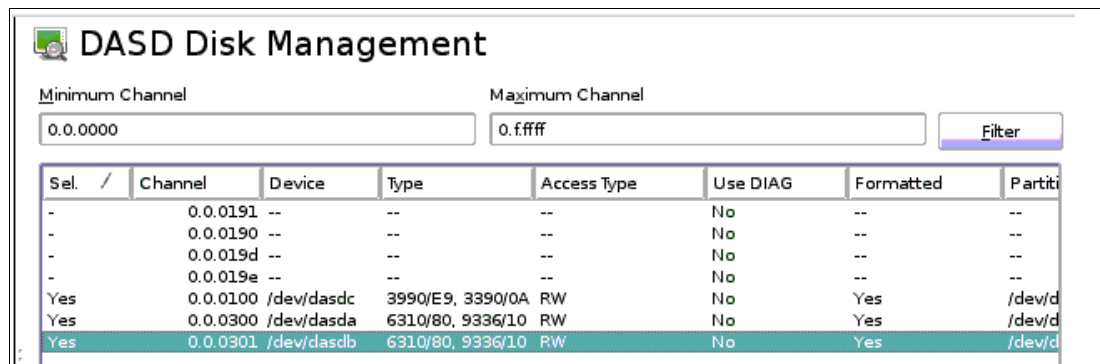 DASD Disk Management
Minimum Channel Maximum Channel
0.0.0000 0.f.ffff Filter
Sel. / Channel Device Type Access Type Use DIAG Formatted Partiti
- 0.0.0191 -- -- -- No -- --
- 0.0.0190 -- -- -- No -- --
- 0.0.019d -- -- -- No -- --
- 0.0.019e -- -- -- No -- --
Yes 0.0.0100 /dev/dasdc 3990/E9, 3390/0A RW No Yes /dev/d
Yes 0.0.0300 /dev/dasda 6310/80, 9336/10 RW No Yes /dev/d
Yes 0.0.0301 /dev/dasdb 6310/80, 9336/10 RW No Yes /dev/d